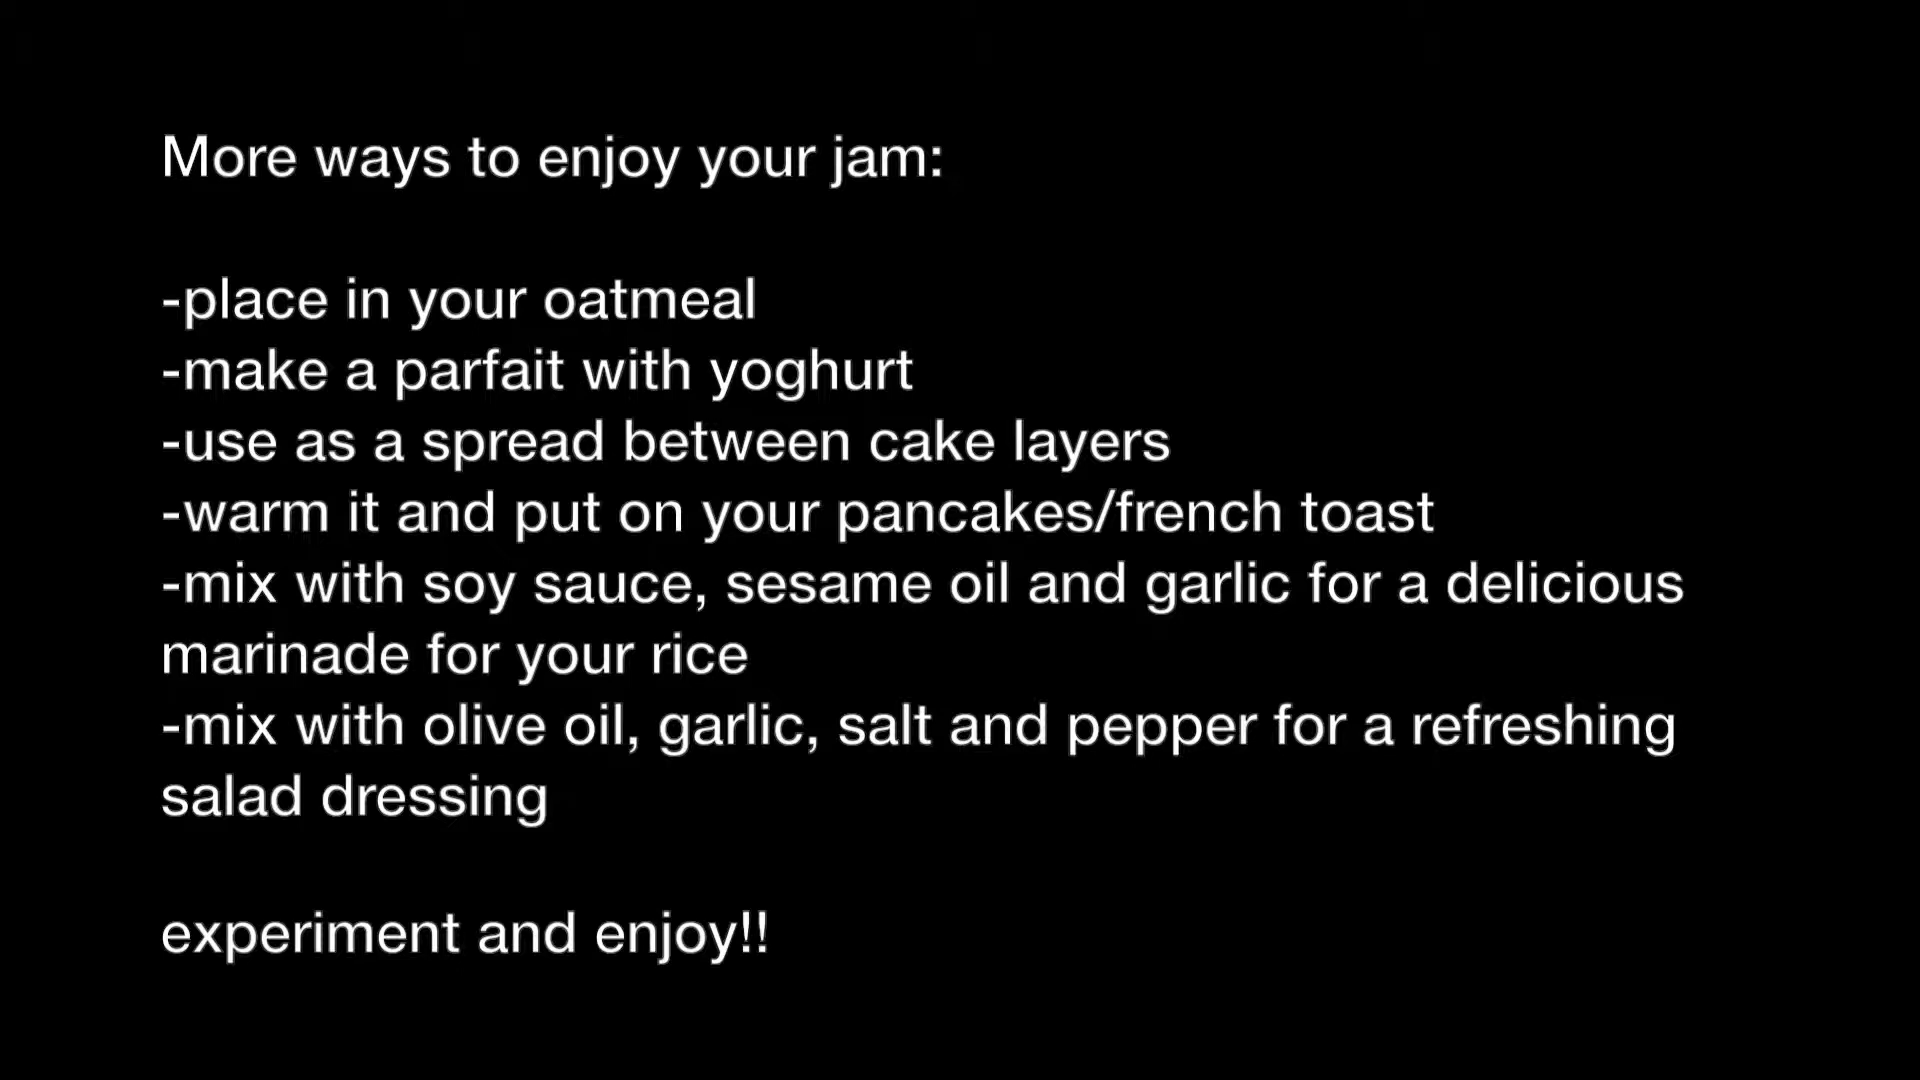 More ways to enjoy your jam:
-place in your oatmeal
-make a parfait with yoghurt
-use as a spread between cake layers
-warm it and put on your pancakes/french toast
-mix with soy sauce, sesame oil and garlic for a delicious
marinade for your rice
-mix with olive oil, garlic, salt and pepper for a refreshing
salad dressing
experiment and enjoy!!